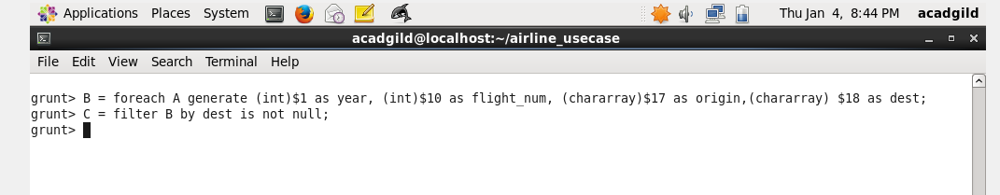 Applications Places System Thu Jan 4, 8:44 PM acadgild
acadgild@localhost:~/airline_usecase
File Edit View Search Terminal Help
grunt> B = foreach A generate (int)$1 as year, (int)$10 as flight_num, (chararray)$17 as origin,(chararray) $18 as dest;
grunt> C = filter B by dest is not null;
grunt>